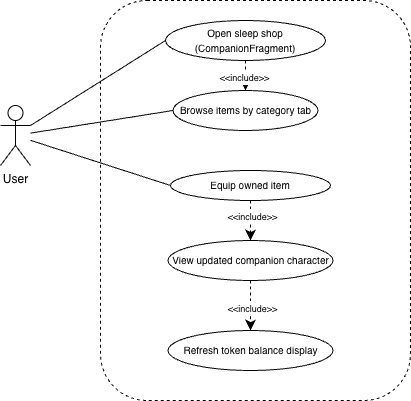 Open sleep shop
(CompanionFragment)
<<include>>
Browse items by category tab
User
Equip owned item
<<include>>
View updated companion character
<<include>>
Refresh token balance display